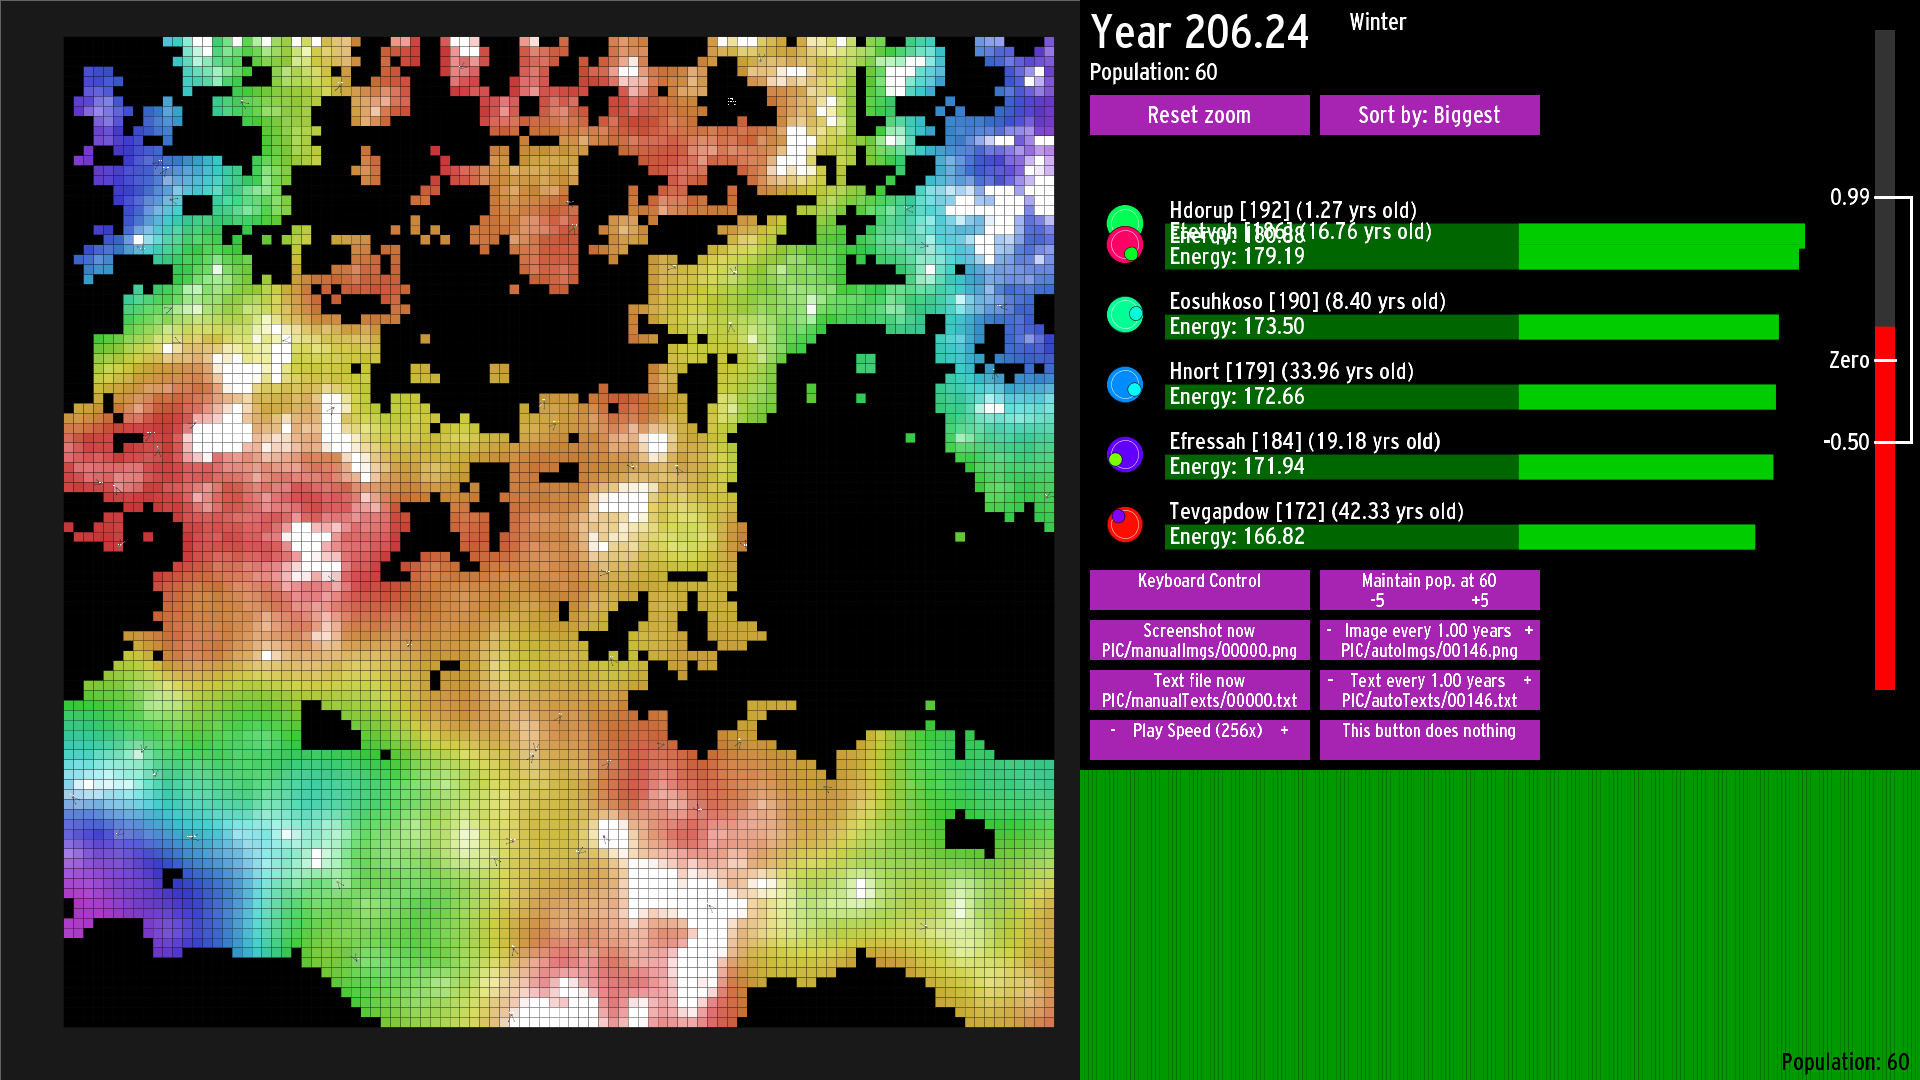 Year 206.24
Winter
Population: 60
Reset zoom
Sort by: Biggest
0.99
Hdorup [192] (1.27 yrs old)
[186] (16.76 yrs old)
Energy: 179.19
Eosuhkoso [190] (8.40 yrs old)
Energy: 173.50
Zero
Hnort [179] (33.96 yrs old)
Energy: 172.66
-0.50
Efressah [184] (19.18 yrs old)
Energy: 171.94
Tevgapdow [172] (42.33 yrs old)
Energy: 166.82
Keyboard Control
Maintain pop. at 60
-5 +5
Screenshot now
PIC/manualImgs/00000.png
- Image every 1.00 years +
PIC/autoImgs/00146.png
Text file now
PIC/manualTexts/00000.txt
- Text every 1.00 years +
PIC/autoTexts/00146.txt
- Play Speed (256x) +
This button does nothing
Population: 60